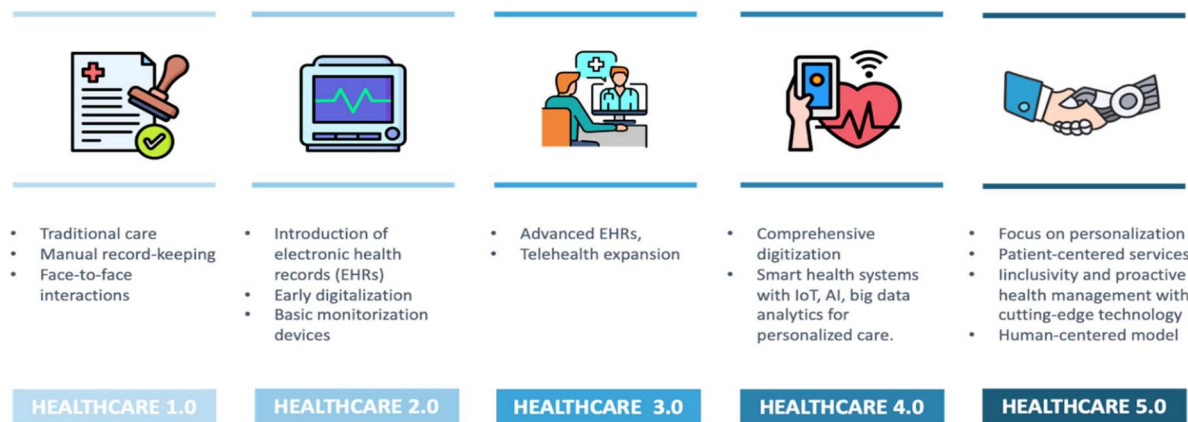 • Traditional care
• Manual record-keeping
• Face-to-face
interactions
• Introduction of
electronic health
records (EHRs)
• Early digitalization
• Basic monitorization
devices
• Advanced EHRs,
• Telehealth expansion
• Comprehensive
digitization
• Smart health systems
with IoT, AI, big data
analytics for
personalized care.
• Focus on personalization
• Patient-centered services
• Iinclusivity and proactive
health management with
cutting-edge technology
• Human-centered model
HEALTHCARE 1.0
HEALTHCARE 2.0
HEALTHCARE 3.0
HEALTHCARE 4.0
HEALTHCARE 5.0